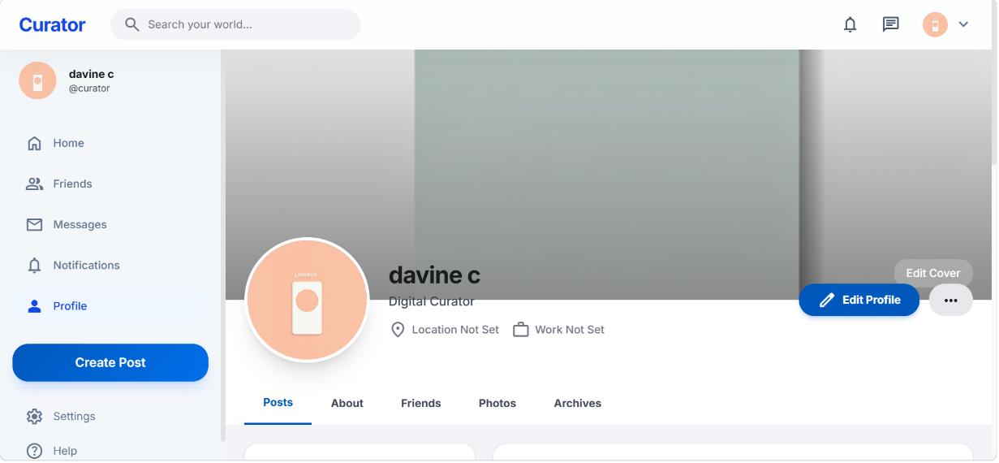 Curator
Search your world...
davine c
@curator
Home
Friends
Messages
Notifications
Profile
Create Post
Settings
Help
Edit Cover
davine c
Digital Curator
Edit Profile
Location Not Set
Work Not Set
Posts
About
Friends
Photos
Archives